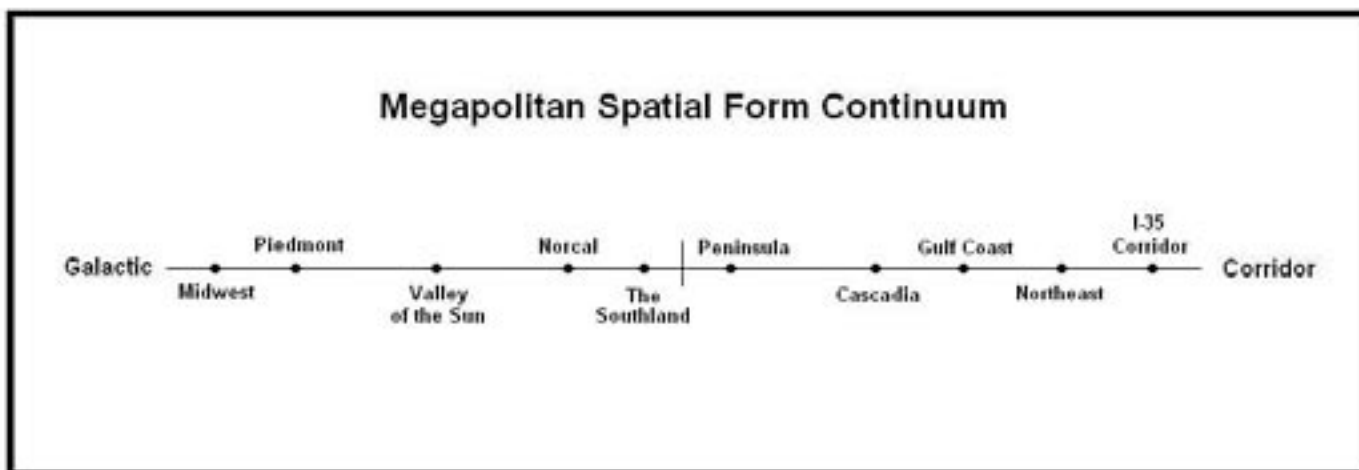 Megapolitan Spatial Form Continuum
Galactic
Midwest
Piedmont
Valley
of the Sun
Norcal
The
Southland
Peninsula
Cascadia
Gulf Coast
Northeast
I-35
Corridor
Corridor